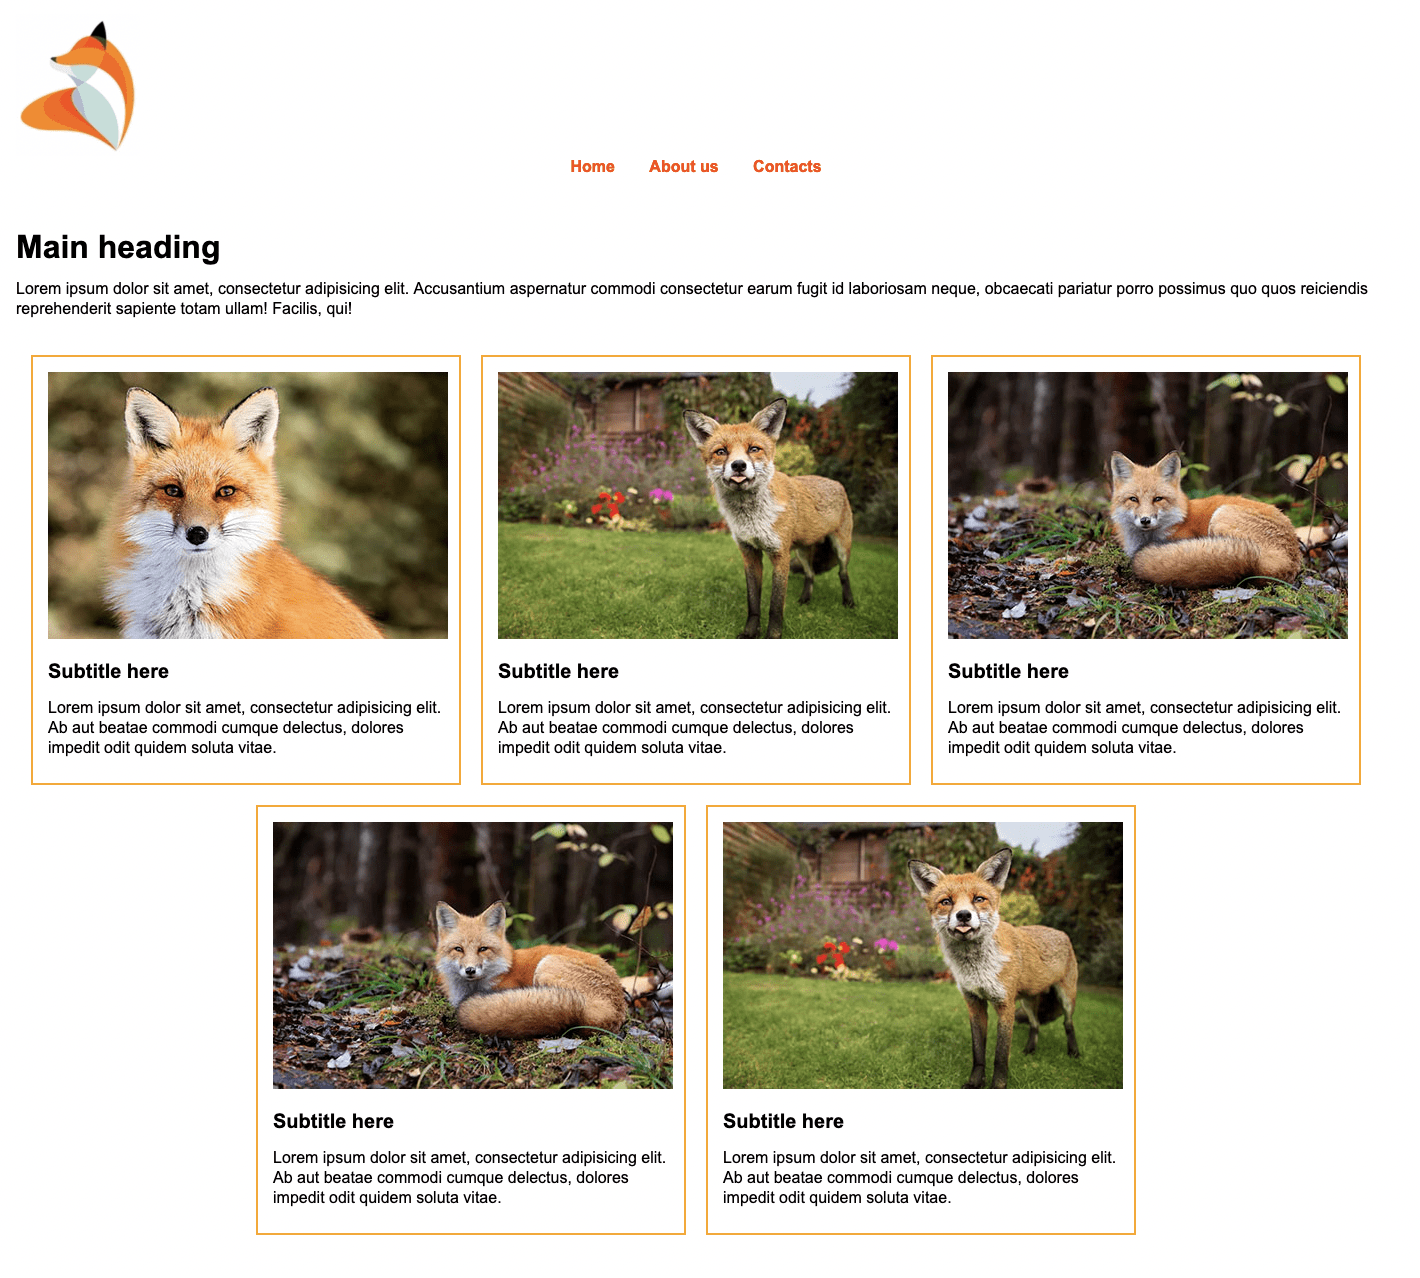 Home About us Contacts
Main heading
Lorem ipsum dolor sit amet, consectetur adipisicing elit. Accusantium aspernatur commodi consectetur earum fugit id laboriosam neque, obcaecati pariatur porro possimus quo quos reiciendis
reprehenderit sapiente totam ullam! Facilis, qui!
Subtitle here
Lorem ipsum dolor sit amet, consectetur adipisicing elit.
Ab aut beatae commodi cumque delectus, dolores
impedit odit quidem soluta vitae.
Subtitle here
Lorem ipsum dolor sit amet, consectetur adipisicing elit.
Ab aut beatae commodi cumque delectus, dolores
impedit odit quidem soluta vitae.
Subtitle here
Lorem ipsum dolor sit amet, consectetur adipisicing elit.
Ab aut beatae commodi cumque delectus, dolores
impedit odit quidem soluta vitae.
Subtitle here
Lorem ipsum dolor sit amet, consectetur adipisicing elit.
Ab aut beatae commodi cumque delectus, dolores
impedit odit quidem soluta vitae.
Subtitle here
Lorem ipsum dolor sit amet, consectetur adipisicing elit.
Ab aut beatae commodi cumque delectus, dolores
impedit odit quidem soluta vitae.